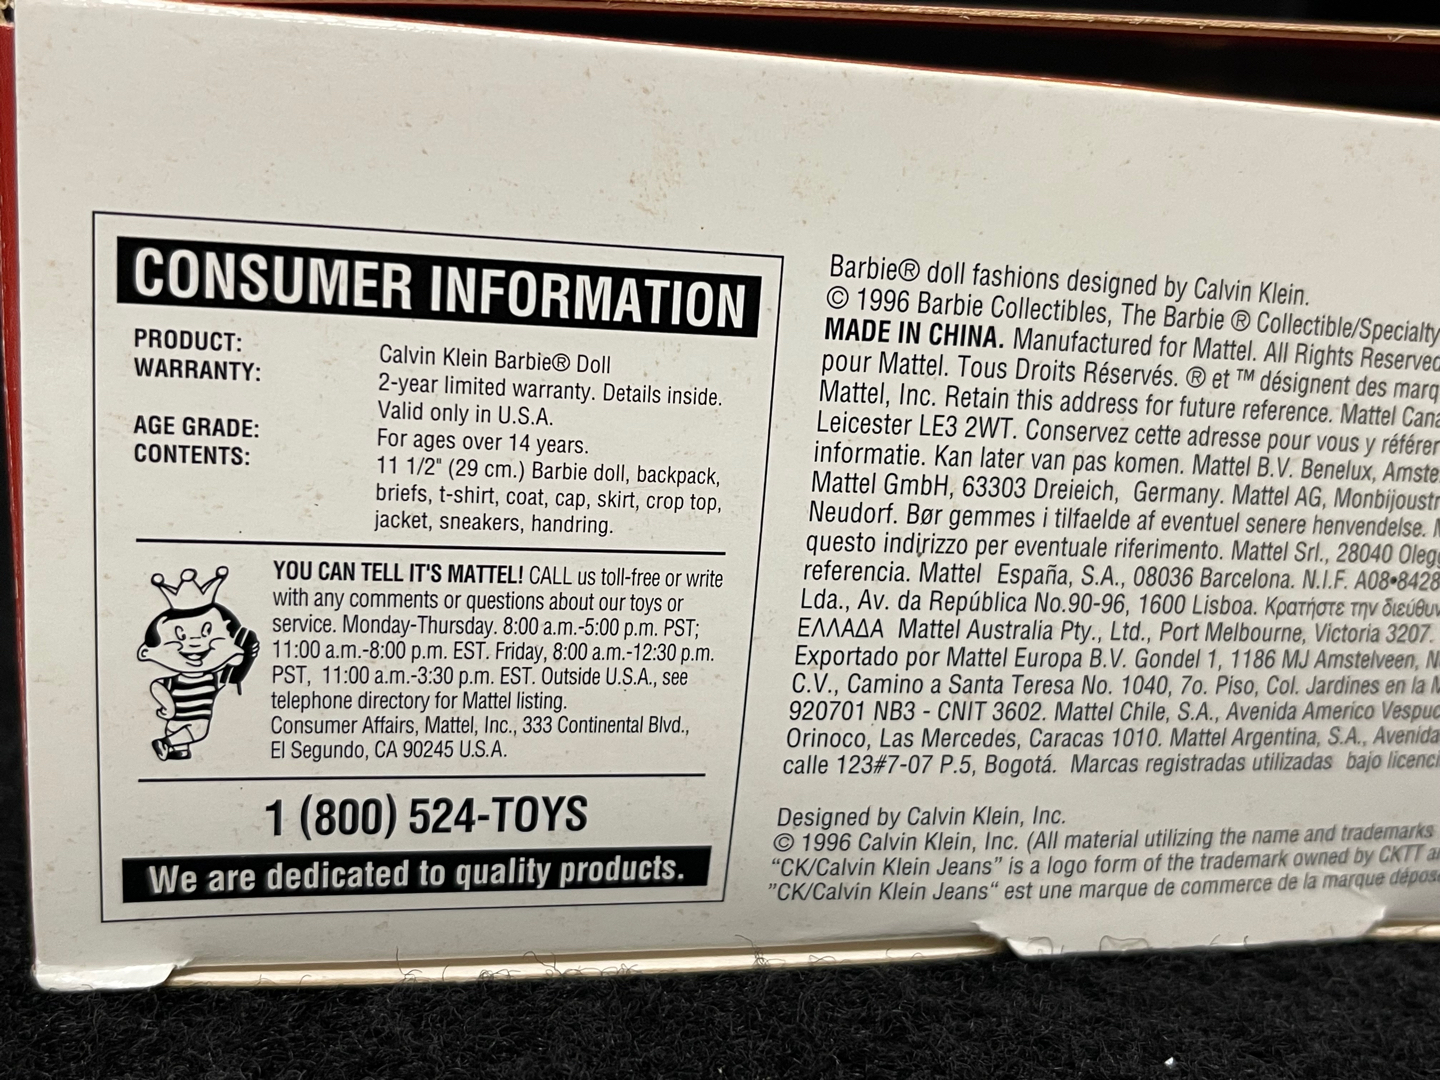 CONSUMER INFORMATION
PRODUCT: Calvin Klein Barbie® Doll
WARRANTY: 2-year limited warranty. Details inside.
Valid only in U.S.A.
AGE GRADE: For ages over 14 years.
CONTENTS: 11 1/2" (29 cm.) Barbie doll, backpack,
briefs, t-shirt, coat, cap, skirt, crop top,
jacket, sneakers, handring.
YOU CAN TELL IT'S MATTEL! CALL us toll-free or write
with any comments or questions about our toys or
service. Monday-Thursday. 8:00 a.m.-5:00 p.m. PST;
11:00 a.m.-8:00 p.m. EST. Friday, 8:00 a.m.-12:30 p.m.
PST, 11:00 a.m.-3:30 p.m. EST. Outside U.S.A., see
telephone directory for Mattel listing.
Consumer Affairs, Mattel, Inc., 333 Continental Blvd.,
El Segundo, CA 90245 U.S.A.
1 (800) 524-TOYS
We are dedicated to quality products.
Barbie® doll fashions designed by Calvin Klein.
© 1996 Barbie Collectibles, The Barbie ® Collectible/Specialty
MADE IN CHINA. Manufactured for Mattel. All Rights Reserved
pour Mattel. Tous Droits Réservés. ® et ™ désignent des
Mattel, Inc. Retain this address for future reference. Mattel
Leicester LE3 2WT. Conservez cette adresse pour vous y
informatie. Kan later van pas komen. Mattel B.V. Benelux,
Mattel GmbH, 63303 Dreieich, Germany. Mattel AG,
Neudorf. Bør gemmes i tilfaelde af eventuel senere henvendelse.
questo indirizzo per eventuale riferimento. Mattel Srl., 28040
referencia. Mattel España, S.A., 08036 Barcelona. N.I.F. A08•8428
Lda., Av. da República No.90-96, 1600 Lisboa. Κρατήστε την
ΕΛΛΑΔΑ Mattel Australia Pty., Ltd., Port Melbourne, Victoria 3207.
Exportado por Mattel Europa B.V. Gondel 1, 1186 MJ Amstelveen,
C.V., Camino a Santa Teresa No. 1040, 7o. Piso, Col. Jardines en la
920701 NB3 - CNIT 3602. Mattel Chile, S.A., Avenida Americo
Orinoco, Las Mercedes, Caracas 1010. Mattel Argentina, S.A., Avenida
calle 123#7-07 P.5, Bogotá. Marcas registradas utilizadas bajo
Designed by Calvin Klein, Inc.
© 1996 Calvin Klein, Inc. (All material utilizing the name and trademarks
“CK/Calvin Klein Jeans” is a logo form of the trademark owned by CKTT
”CK/Calvin Klein Jeans“ est une marque de commerce de la marque